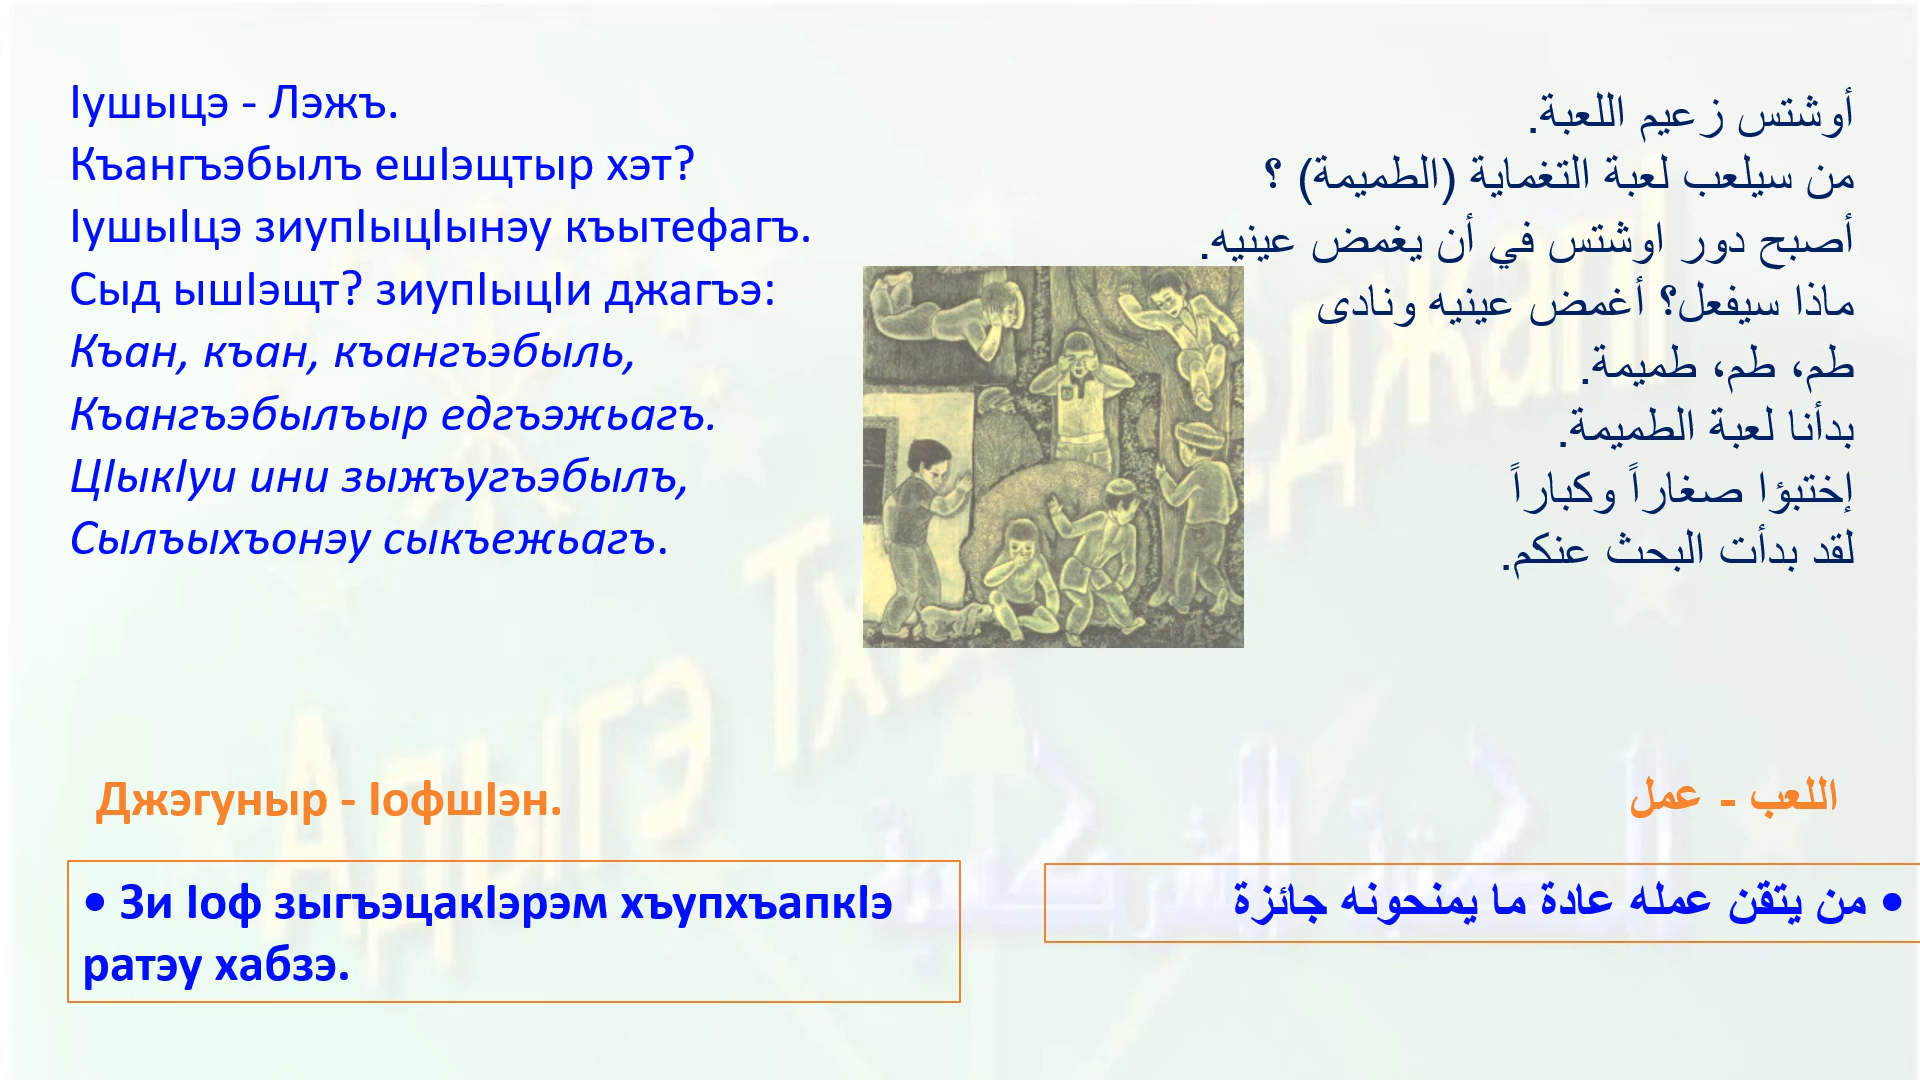 Iушыцэ - Лэжъ.
Къангъэбылъ ешIэщтыр хэт?
IушыIцэ зиупIыцIынэу къытефагъ.
Сыд ышIэщт? зиупIыцIи джагъэ:
Къан, къан, къангъэбыль,
Къангъэбылъыр едгъэжьагъ.
ЦIыкIуи ини зыжъугъэбылъ,
Сылъыхъонэу сыкъежьагъ.
أوشتس زعيم اللعبة.
من سيلعب لعبة التغماية (الطميمة) ؟
أصبح دور اوشتس في أن يغمض عينيه.
ماذا سيفعل؟ أغمض عينيه ونادى
طم، طم، طميمة.
بدأنا لعبة الطميمة.
إختبؤا صغاراً وكباراً
لقد بدأت البحث عنكم.
Джэгуныр - IофшIэн.
اللعب - عمل
• Зи Iоф зыгъэцакIэрэм хъупхъапкIэ
ратэу хабзэ.
• من يتقن عمله عادة ما يمنحونه جائزة